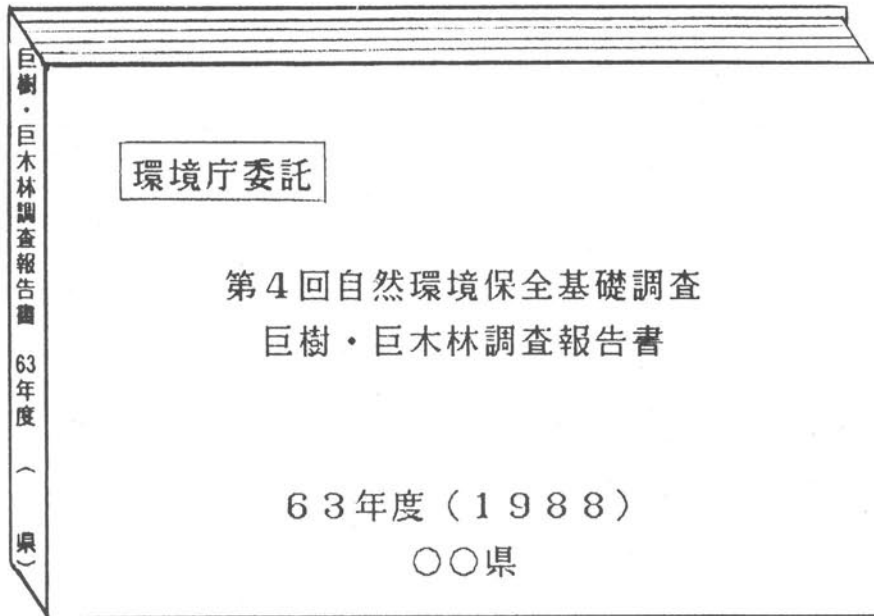 環境庁委託
第4回自然環境保全基礎調査
巨樹・巨木林調査報告書
63年度（1988）
○○県
巨樹・巨木林調査報告書 63年度 （　県）